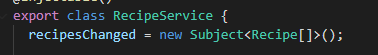 export class RecipeService {
recipesChanged = new Subject<Recipe[]>();